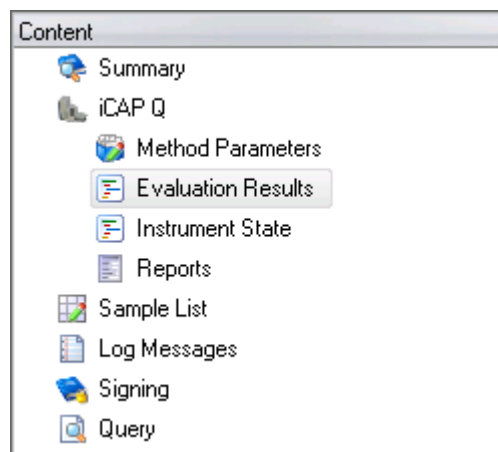 Content
Summary
iCAP Q
Method Parameters
Evaluation Results
Instrument State
Reports
Sample List
Log Messages
Signing
Query